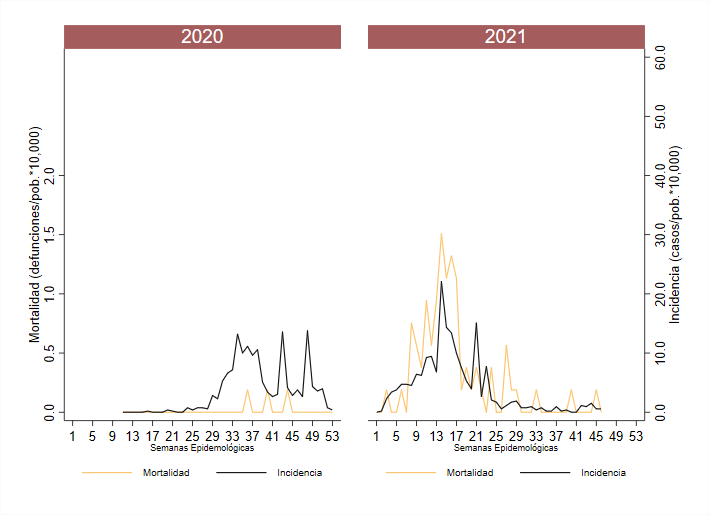 2020 2021
Mortalidad (defunciones/pob.*10,000)
2.0
1.5
1.0
0.5
0.0
60.0
50.0
40.0
30.0
20.0
10.0
0.0
Incidencia (casos/pob.*10,000)
1 5 9 13 17 21 25 29 33 37 41 45 49 53
1 5 9 13 17 21 25 29 33 37 41 45 49 53
Semanas Epidemológicas
Semanas Epidemológicas
Mortalidad Incidencia
Mortalidad Incidencia